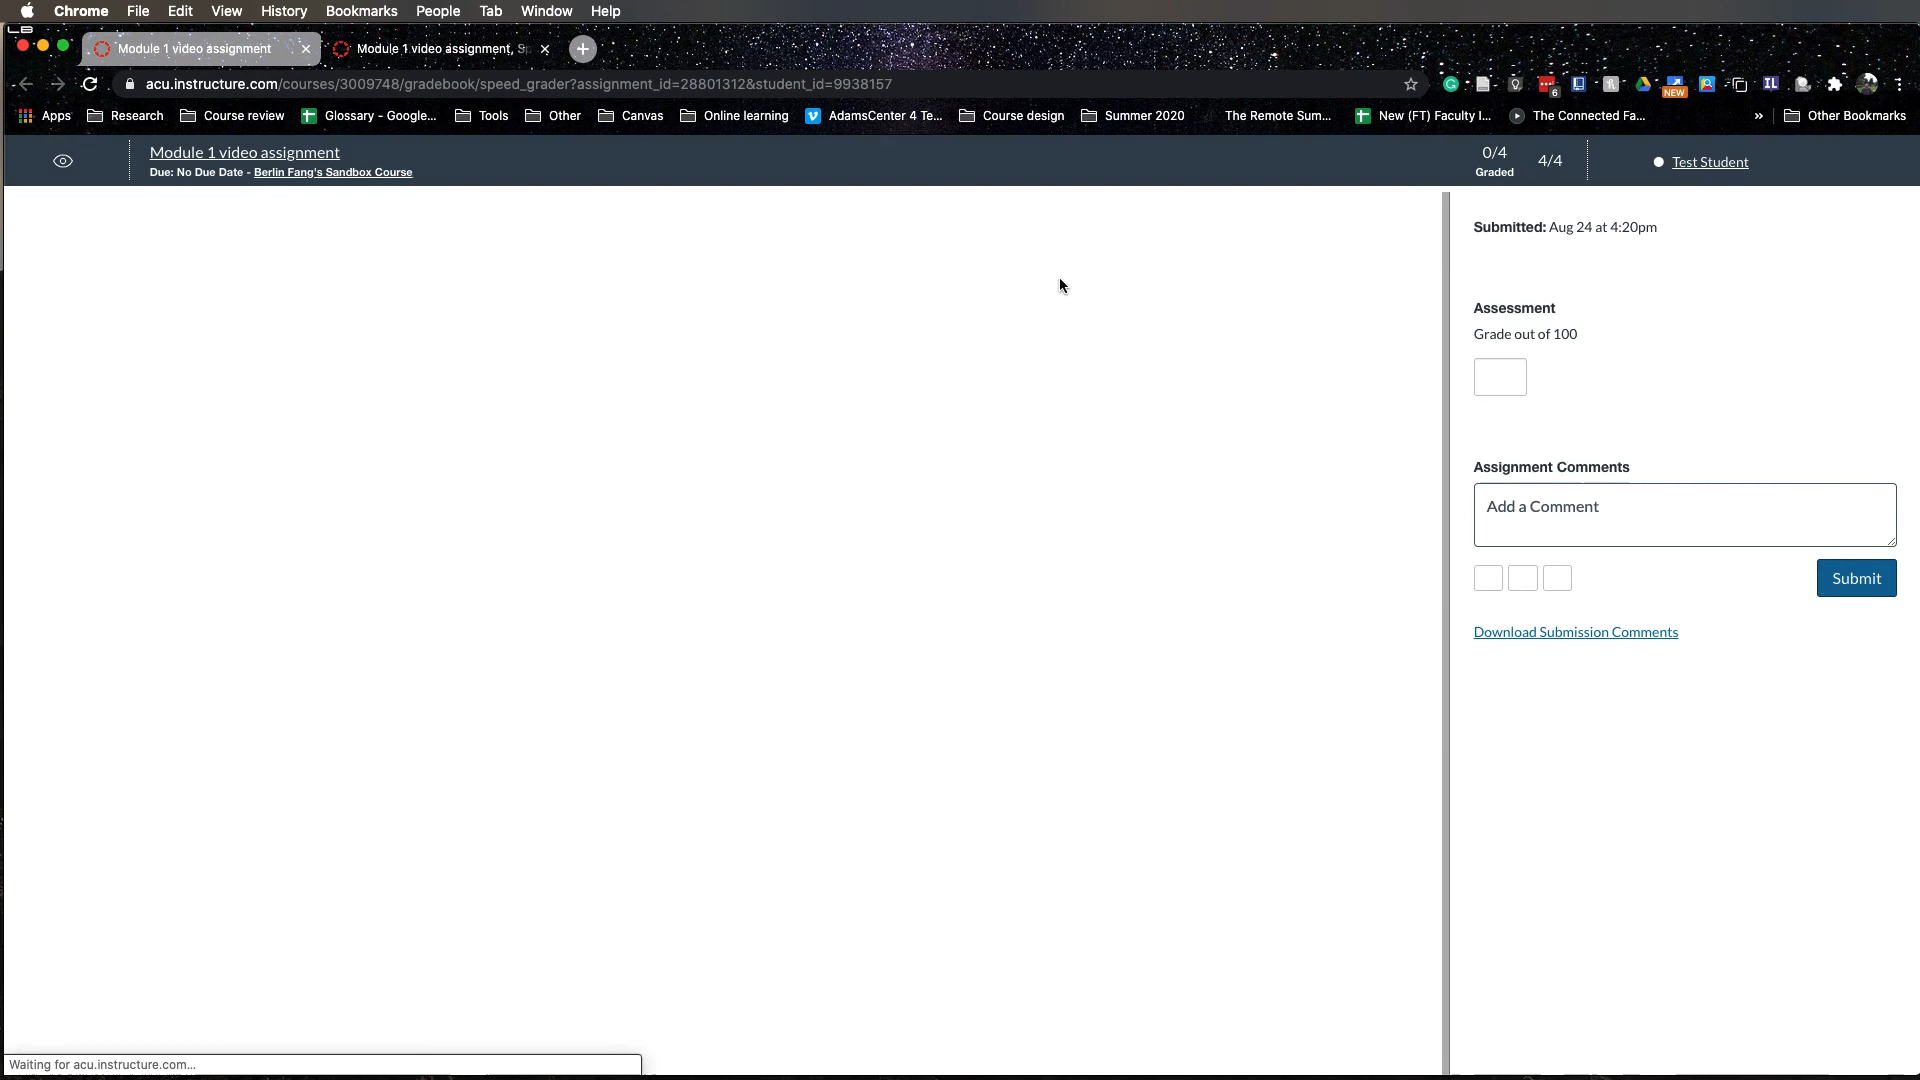 Chrome File Edit View History Bookmarks People Tab Window Help
Module 1 video assignment
Module 1 video assignment, Sp
acu.instructure.com/courses/3009748/gradebook/speed_grader?assignment_id=28801312&student_id=9938157
6
NEW
IL
Apps Research Course review Glossary - Google... Tools Other Canvas Online learning AdamsCenter 4 Te... Course design Summer 2020 The Remote Sum... New (FT) Faculty I... The Connected Fa... » Other Bookmarks
Module 1 video assignment
Due: No Due Date - Berlin Fang's Sandbox Course
0/4
Graded
4/4
Test Student
Submitted: Aug 24 at 4:20pm
Assessment
Grade out of 100
Assignment Comments
Add a Comment
Submit
Download Submission Comments
Waiting for acu.instructure.com...